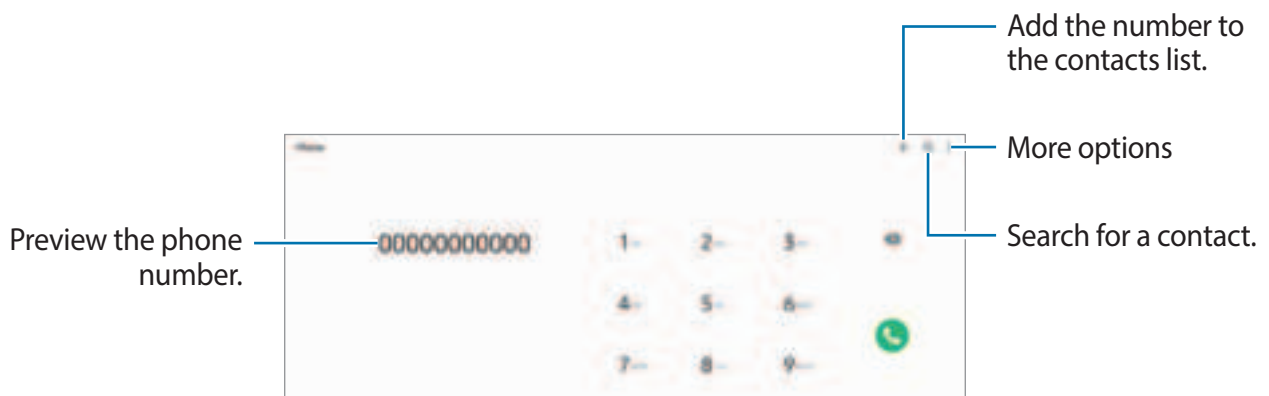 Add the number to
the contacts list.
Phone
More options
Preview the phone
number.
00000000000
1
2
3
Search for a contact.
4
5
6
7
8
9